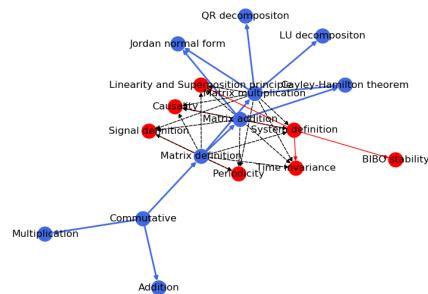 QR decompositon
LU decompositon
Jordan normal form
Linearity and Superposition principle
Cayley-Hamilton theorem
Matrix multiplication
Causality
Matrix addition
Signal definition
System definition
Matrix definition
BIBO stability
Time invariance
Periodicity
Commutative
Multiplication
Addition